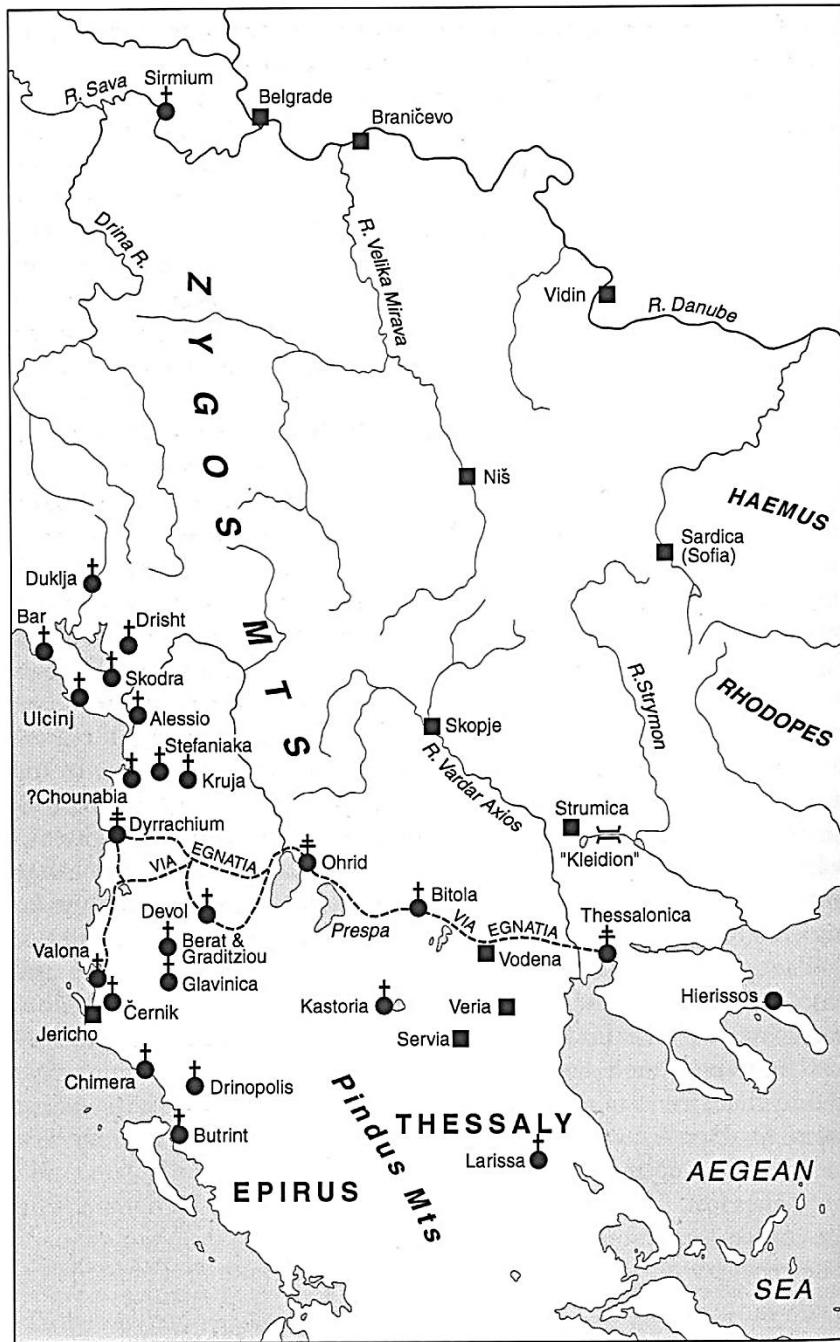 R. Sava
Sirmium
Belgrade
Braničevo
Drina R.
R. Velika Mirava
Z Y G O S
M T S
Vidin
R. Danube
Niš
HAEMUS
Sardica
(Sofia)
Duklja
Bar
Drisht
Skodra
Ulcinj
Alessio
R.Strymon
RHODOPES
Skopje
Stefaniaka
Kruja
?Chounabia
R. Vardar Axios
Dyrrachium
Strumica
"Kleidion"
VIA
EGNATIA
Ohrid
Devol
Prespa
Bitola
VIA
EGNATIA
Thessalonica
Berat &
Graditziou
Valona
Vodena
Glavinica
Černik
Kastoria
Veria
Hierissos
Jericho
Servia
Chimera
Drinopolis
Pindus Mts
THESSALY
Butrint
Larissa
EPIRUS
AEGEAN
SEA